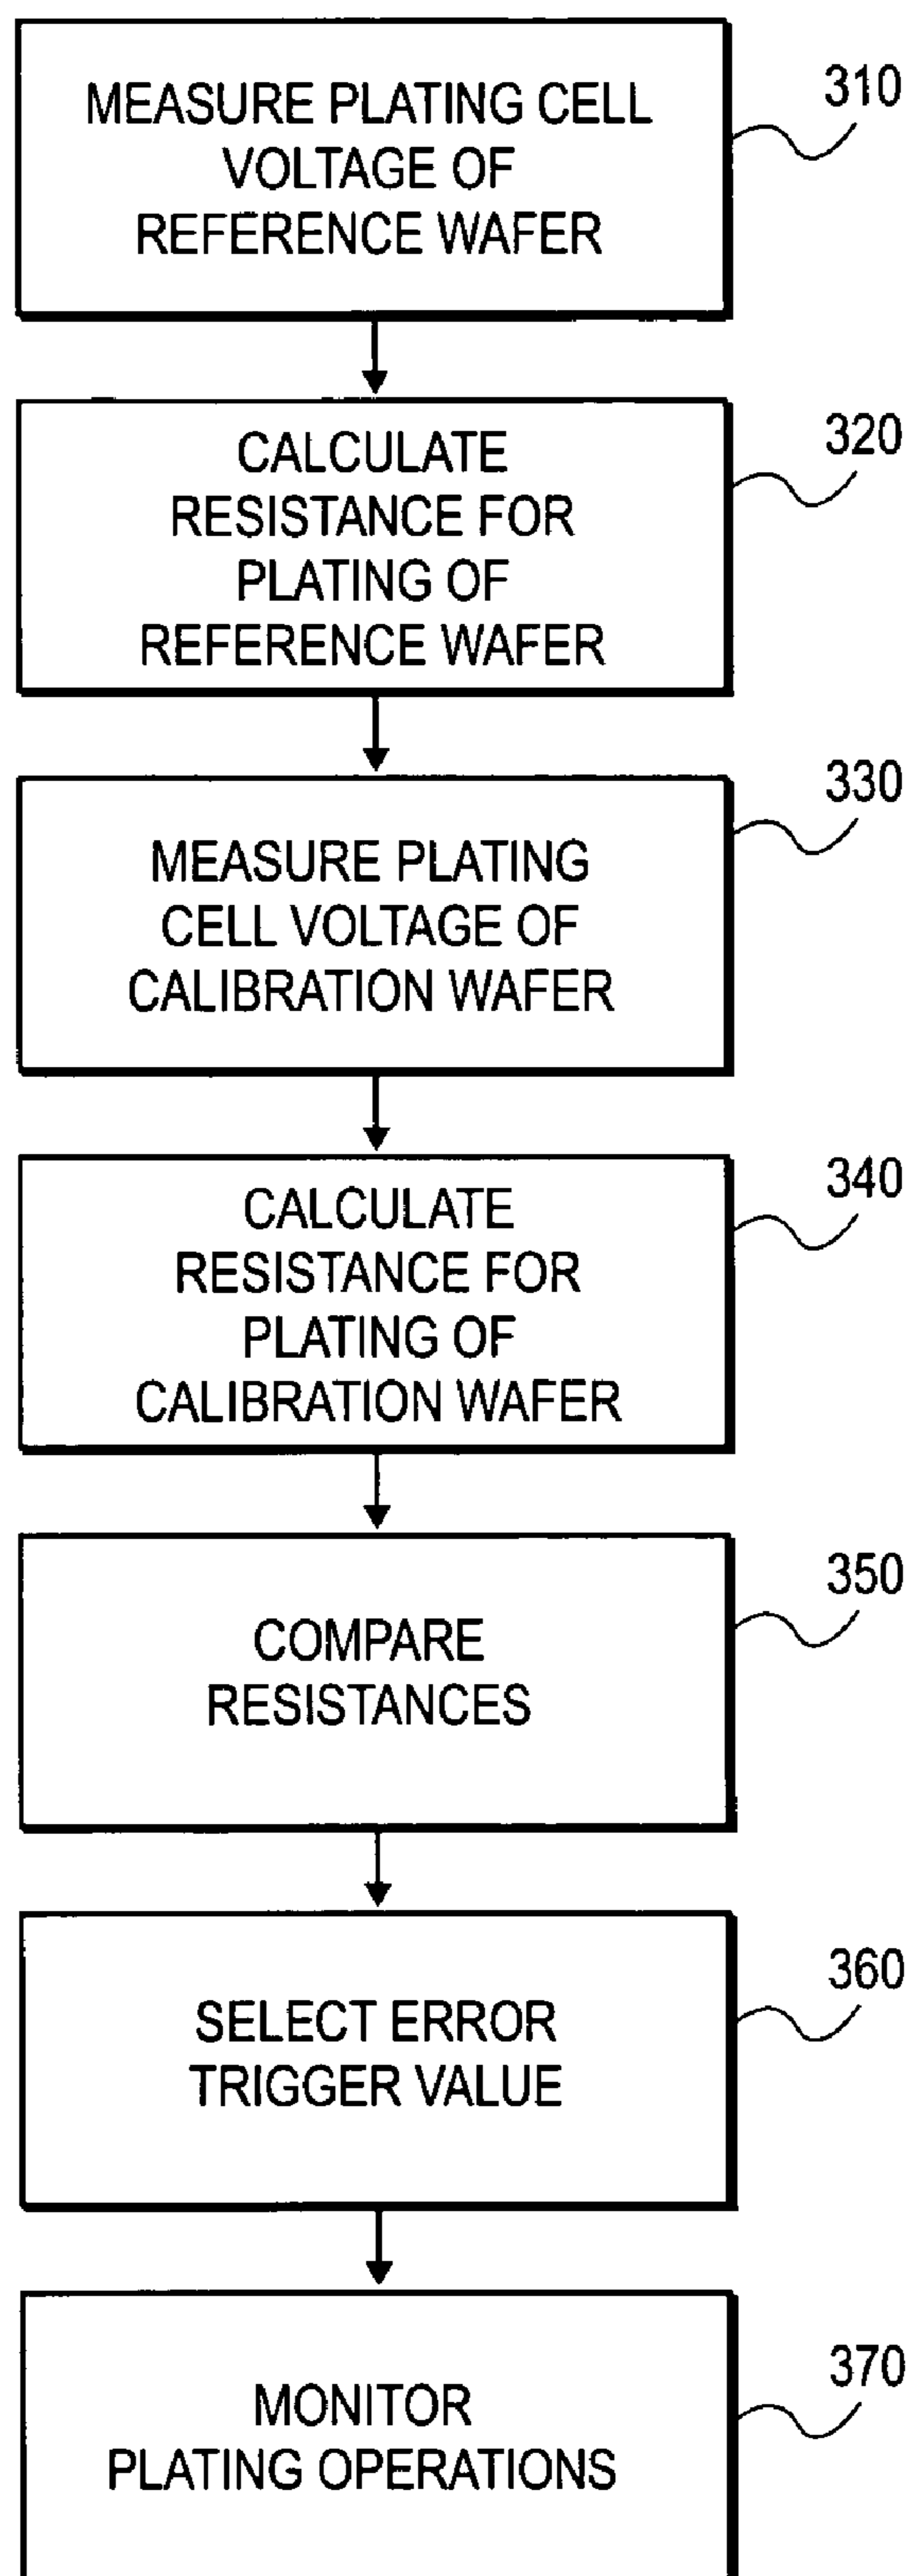 MEASURE PLATING CELL
VOLTAGE OF
REFERENCE WAFER
310
CALCULATE
RESISTANCE FOR
PLATING OF
REFERENCE WAFER
320
MEASURE PLATING
CELL VOLTAGE OF
CALIBRATION WAFER
330
CALCULATE
RESISTANCE FOR
PLATING OF
CALIBRATION WAFER
340
COMPARE
RESISTANCES
350
SELECT ERROR
TRIGGER VALUE
360
MONITOR
PLATING OPERATIONS
370